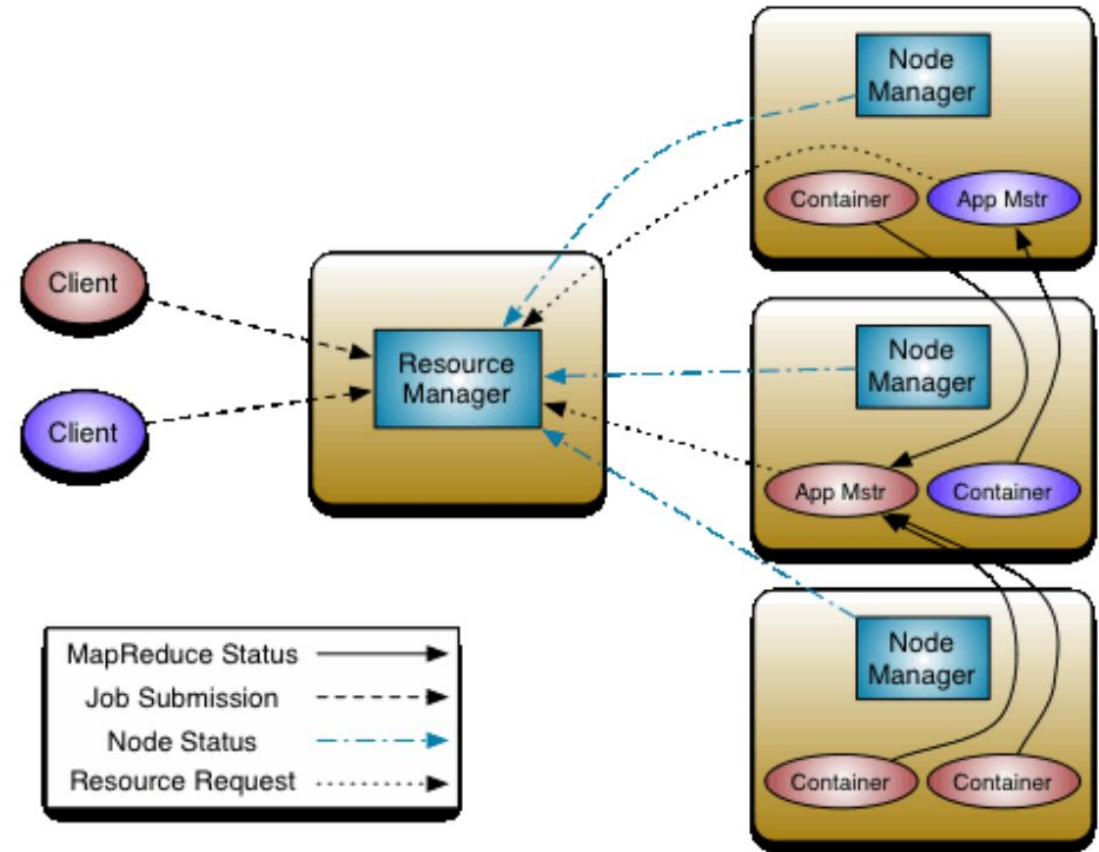 Node
Manager
Container
App Mstr
Client
Resource
Manager
Node
Manager
Client
App Mstr
Container
Node
Manager
Container
Container
MapReduce Status
Job Submission
Node Status
Resource Request